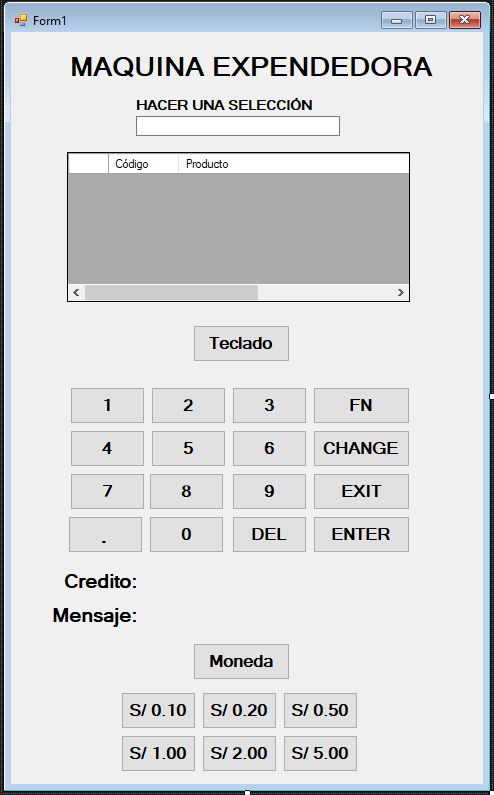 Form1
MAQUINA EXPENDEDORA
HACER UNA SELECCIÓN
Código Producto
Teclado
1 2 3 FN
4 5 6 CHANGE
7 8 9 EXIT
. 0 DEL ENTER
Credito:
Mensaje:
Moneda
S/ 0.10 S/ 0.20 S/ 0.50
S/ 1.00 S/ 2.00 S/ 5.00